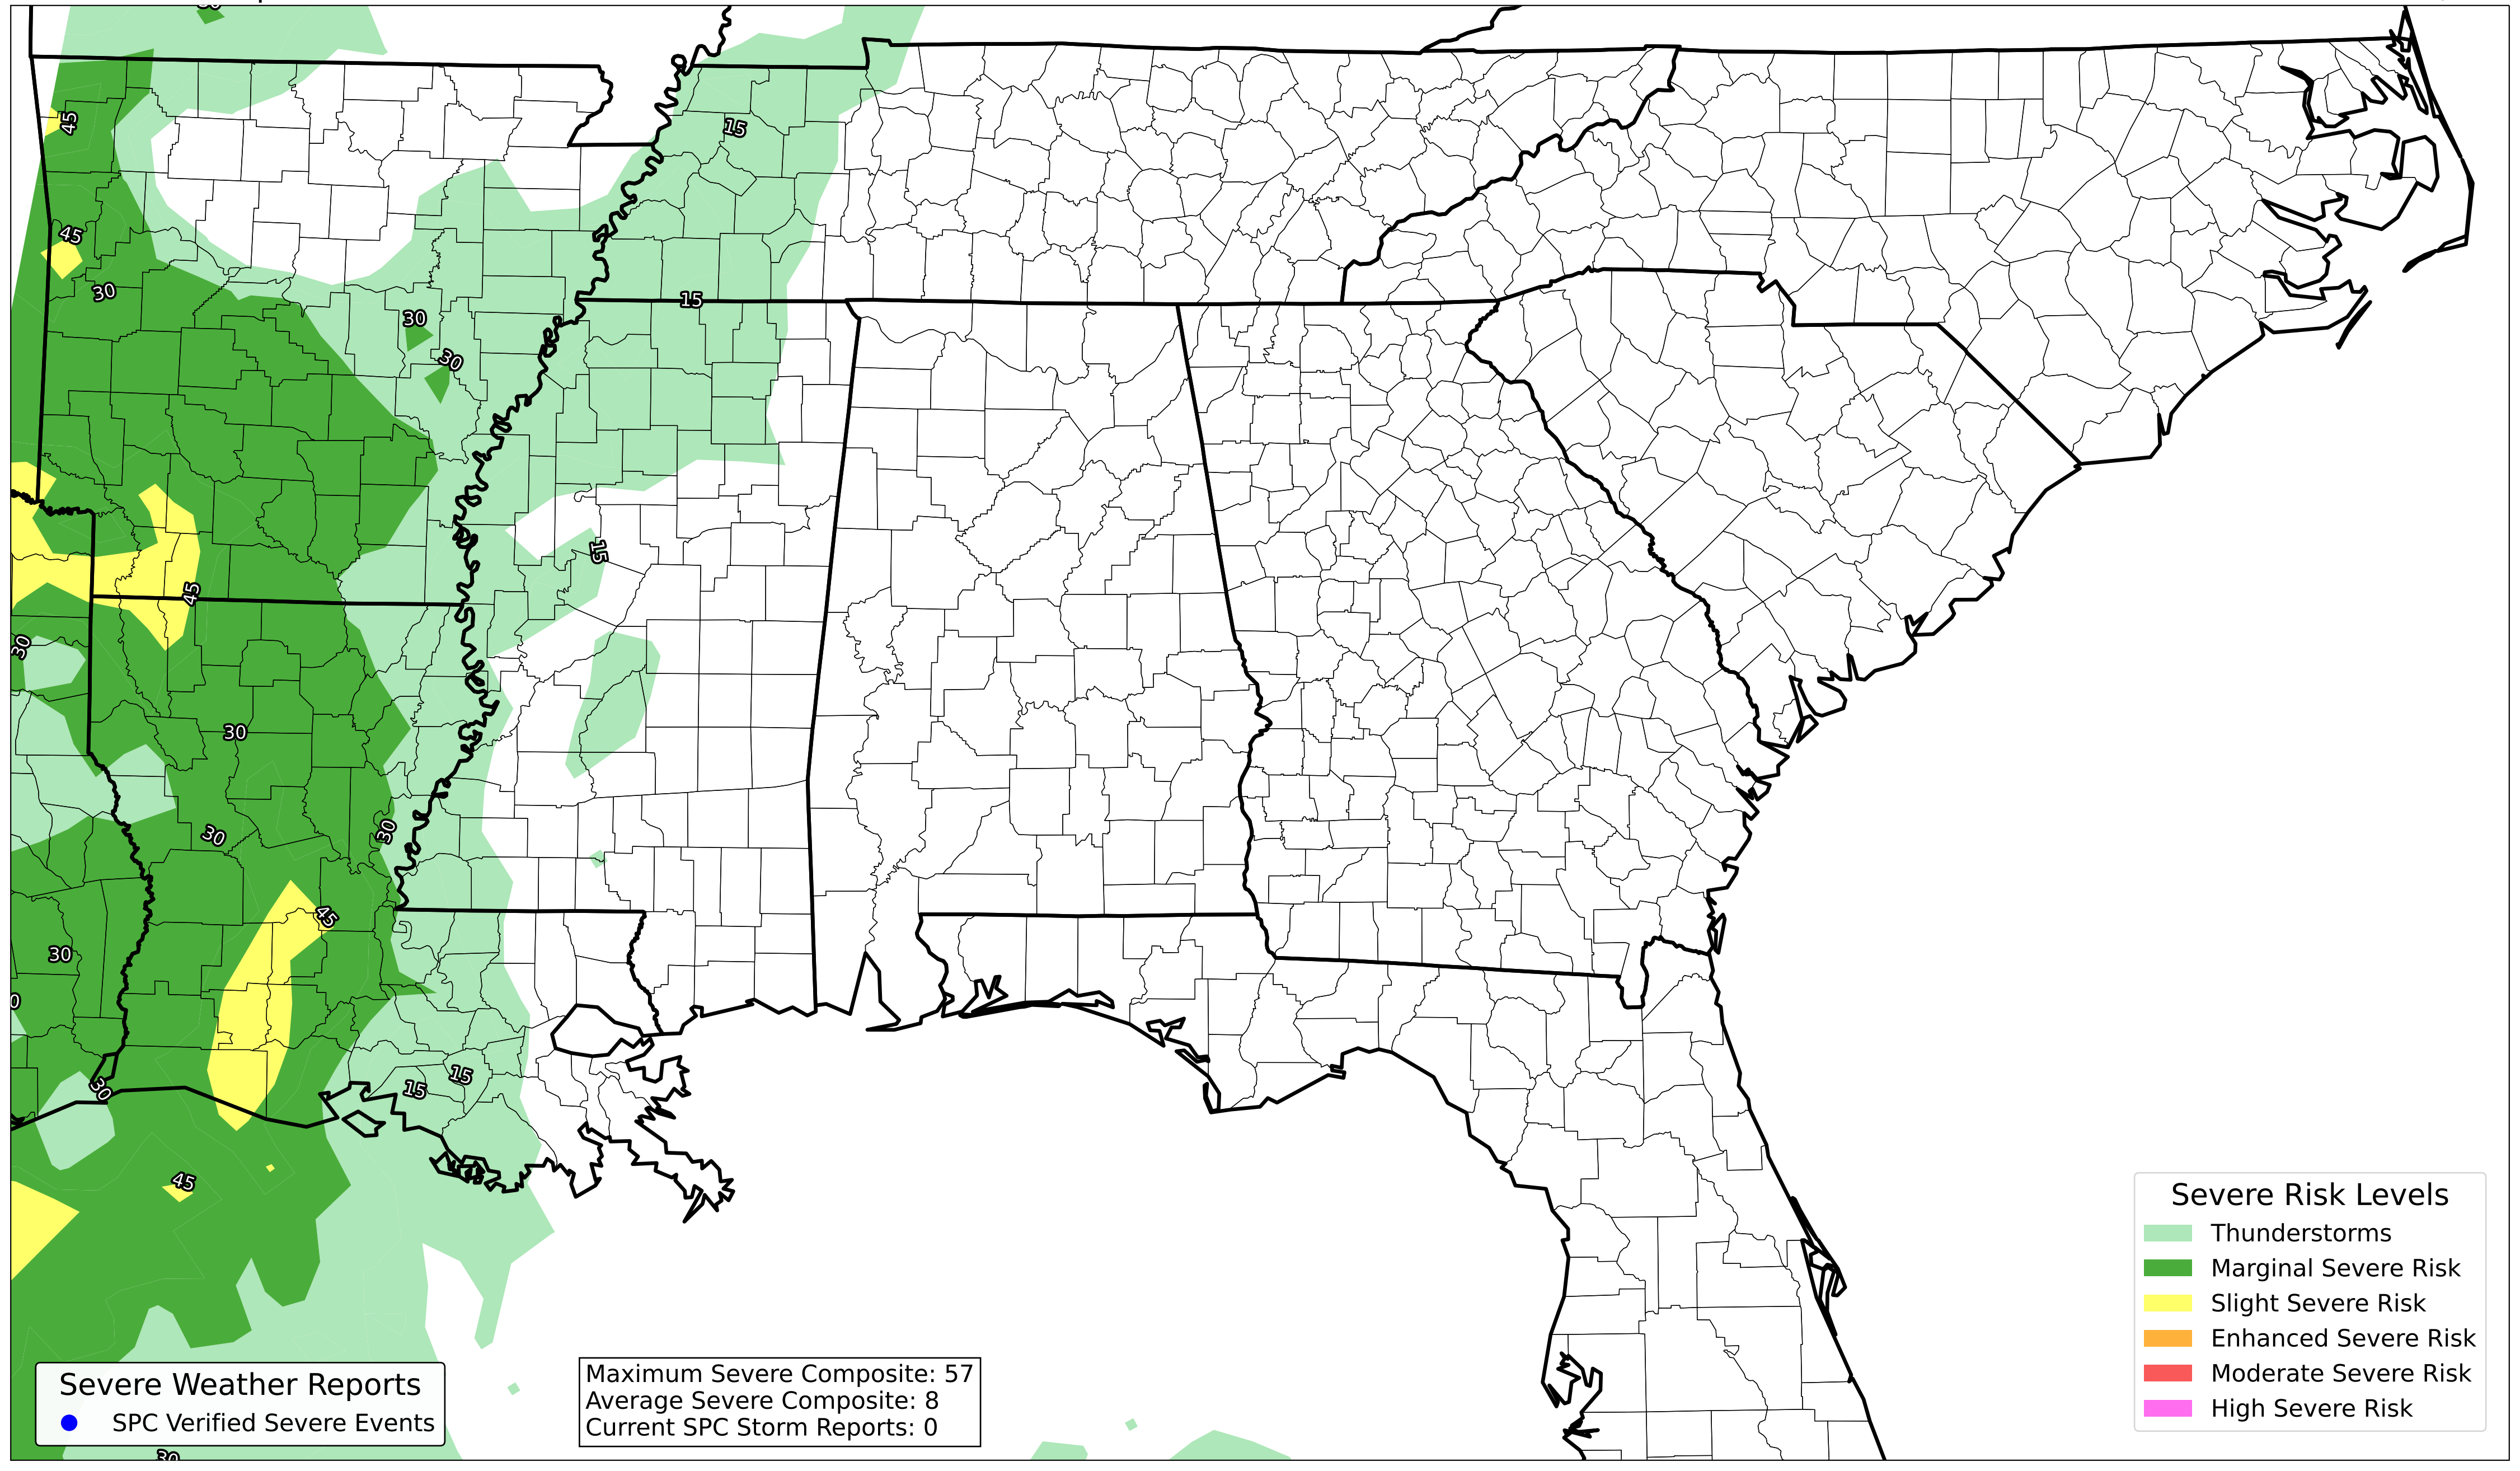 30
45
15
45
30
15
30
30
45
15
30
30
30
30
45
30
0
30
15
15
45
Severe Risk Levels
Thunderstorms
Marginal Severe Risk
Slight Severe Risk
Enhanced Severe Risk
Moderate Severe Risk
High Severe Risk
Severe Weather Reports
SPC Verified Severe Events
Maximum Severe Composite: 57
Average Severe Composite: 8
Current SPC Storm Reports: 0
30